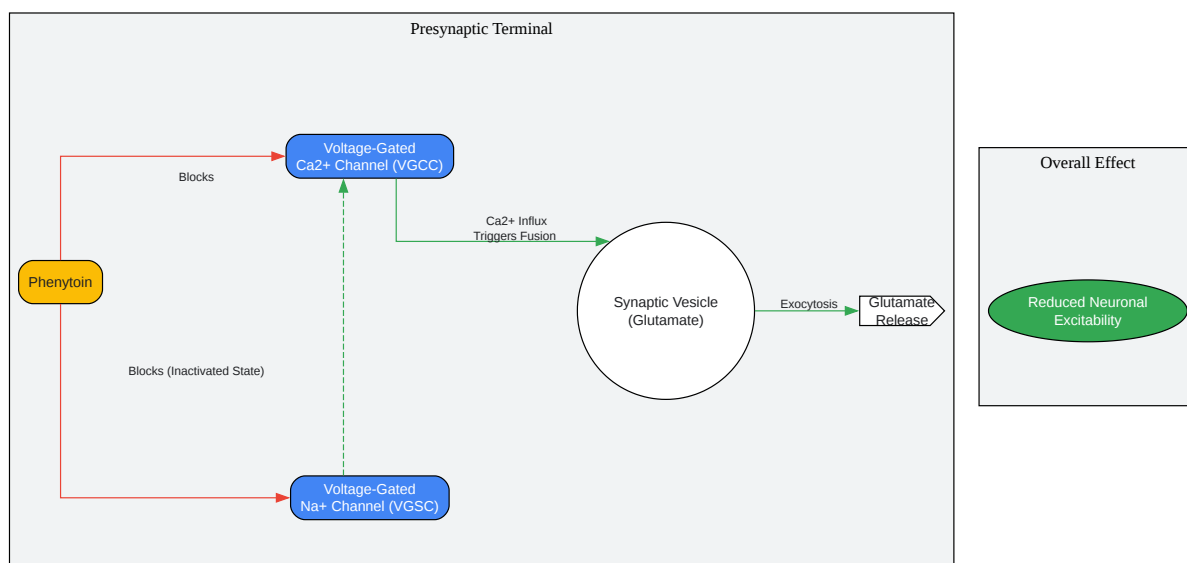 Presynaptic Terminal
Voltage-Gated
Ca2+ Channel (VGCC)
Blocks
Ca2+ Influx
Triggers Fusion
Phenytoin
Synaptic Vesicle
(Glutamate)
Exocytosis
Glutamate
Release
Blocks (Inactivated State)
Voltage-Gated
Na+ Channel (VGSC)
Overall Effect
Reduced Neuronal
Excitability